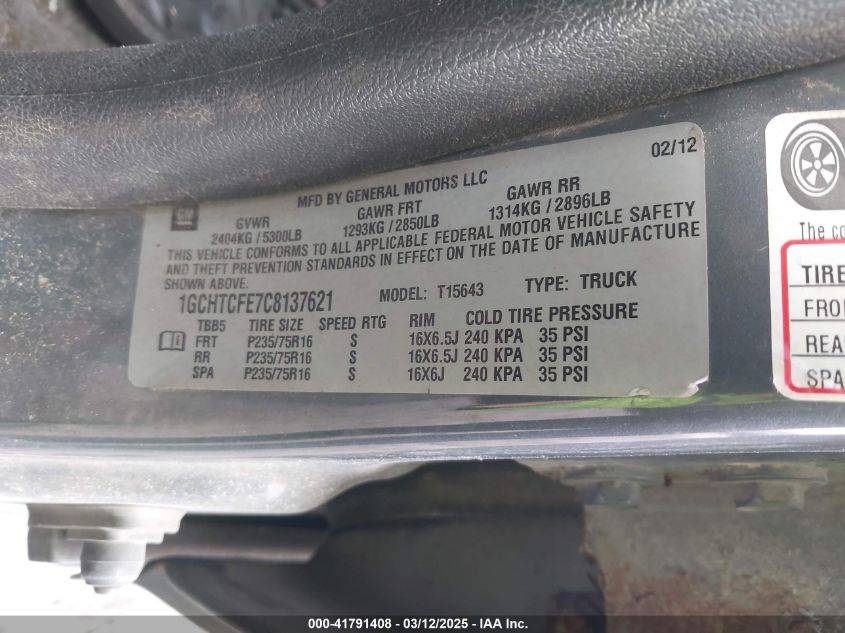 02/12
MFD BY GENERAL MOTORS LLC
GM
GVWR GAWR FRT GAWR RR
2404KG / 5300LB 1293KG / 2850LB 1314KG / 2896LB
THIS VEHICLE CONFORMS TO ALL APPLICABLE FEDERAL MOTOR VEHICLE SAFETY
AND THEFT PREVENTION STANDARDS IN EFFECT ON THE DATE OF MANUFACTURE
SHOWN ABOVE.
1GCHTCFE7C8137621 MODEL: T15643 TYPE: TRUCK
TBB5 TIRE SIZE SPEED RTG RIM COLD TIRE PRESSURE
FRT P235/75R16 S 16X6.5J 240 KPA 35 PSI
RR P235/75R16 S 16X6.5J 240 KPA 35 PSI
SPA P235/75R16 S 16X6J 240 KPA 35 PSI
The
TIRE
000-41791408 - 03/12/2025 - IAA Inc.